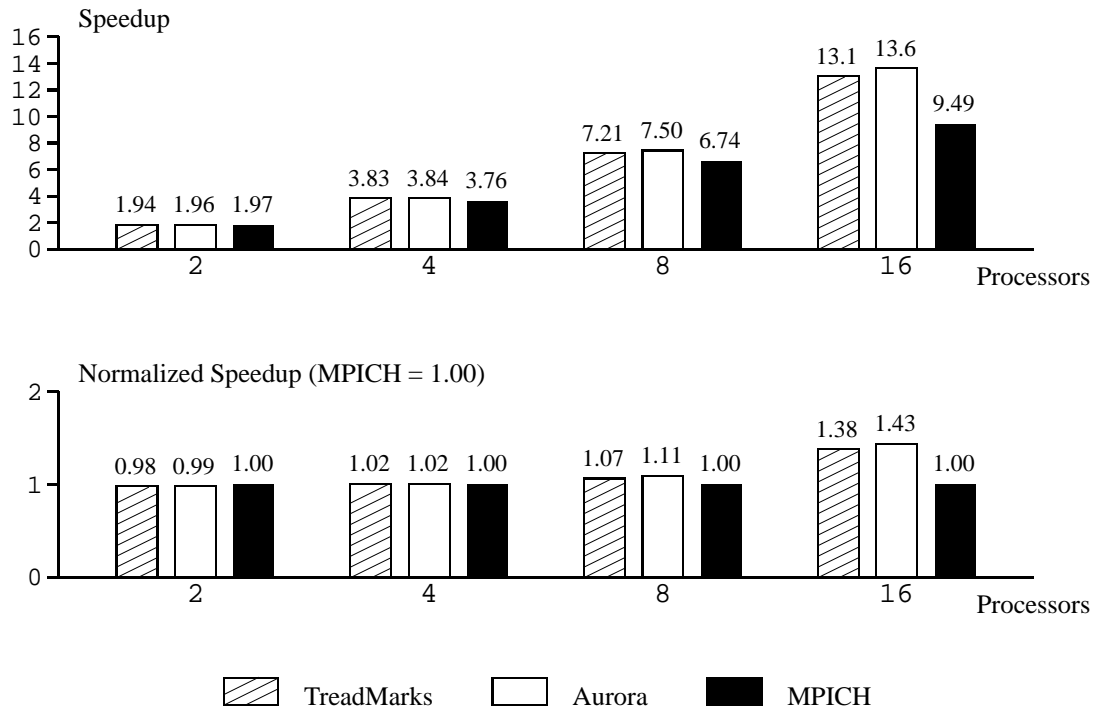 Speedup
16
14
12
10
8
6
4
2
0
1.94 1.96 1.97
3.83 3.84 3.76
7.21 7.50 6.74
13.1 13.6 9.49
2 4 8 16
Processors
Normalized Speedup (MPICH = 1.00)
2
1
0
0.98 0.99 1.00
1.02 1.02 1.00
1.07 1.11 1.00
1.38 1.43 1.00
2 4 8 16
Processors
TreadMarks Aurora MPICH